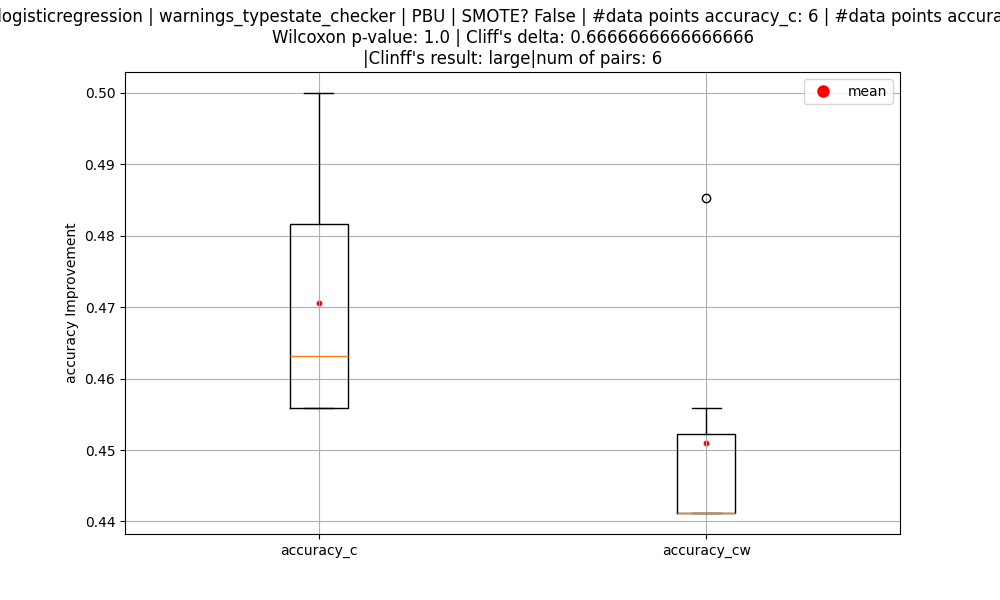 logisticregression | warnings_typestate_checker | PBU | SMOTE? False | #data points accuracy_c: 6 | #data points
Wilcoxon p-value: 1.0 | Cliff's delta: 0.6666666666666666
|Clinff's result: large|num of pairs: 6
mean
0.50
0.49
0.48
0.47
0.46
0.45
0.44
accuracy Improvement
accuracy_c
accuracy_cw